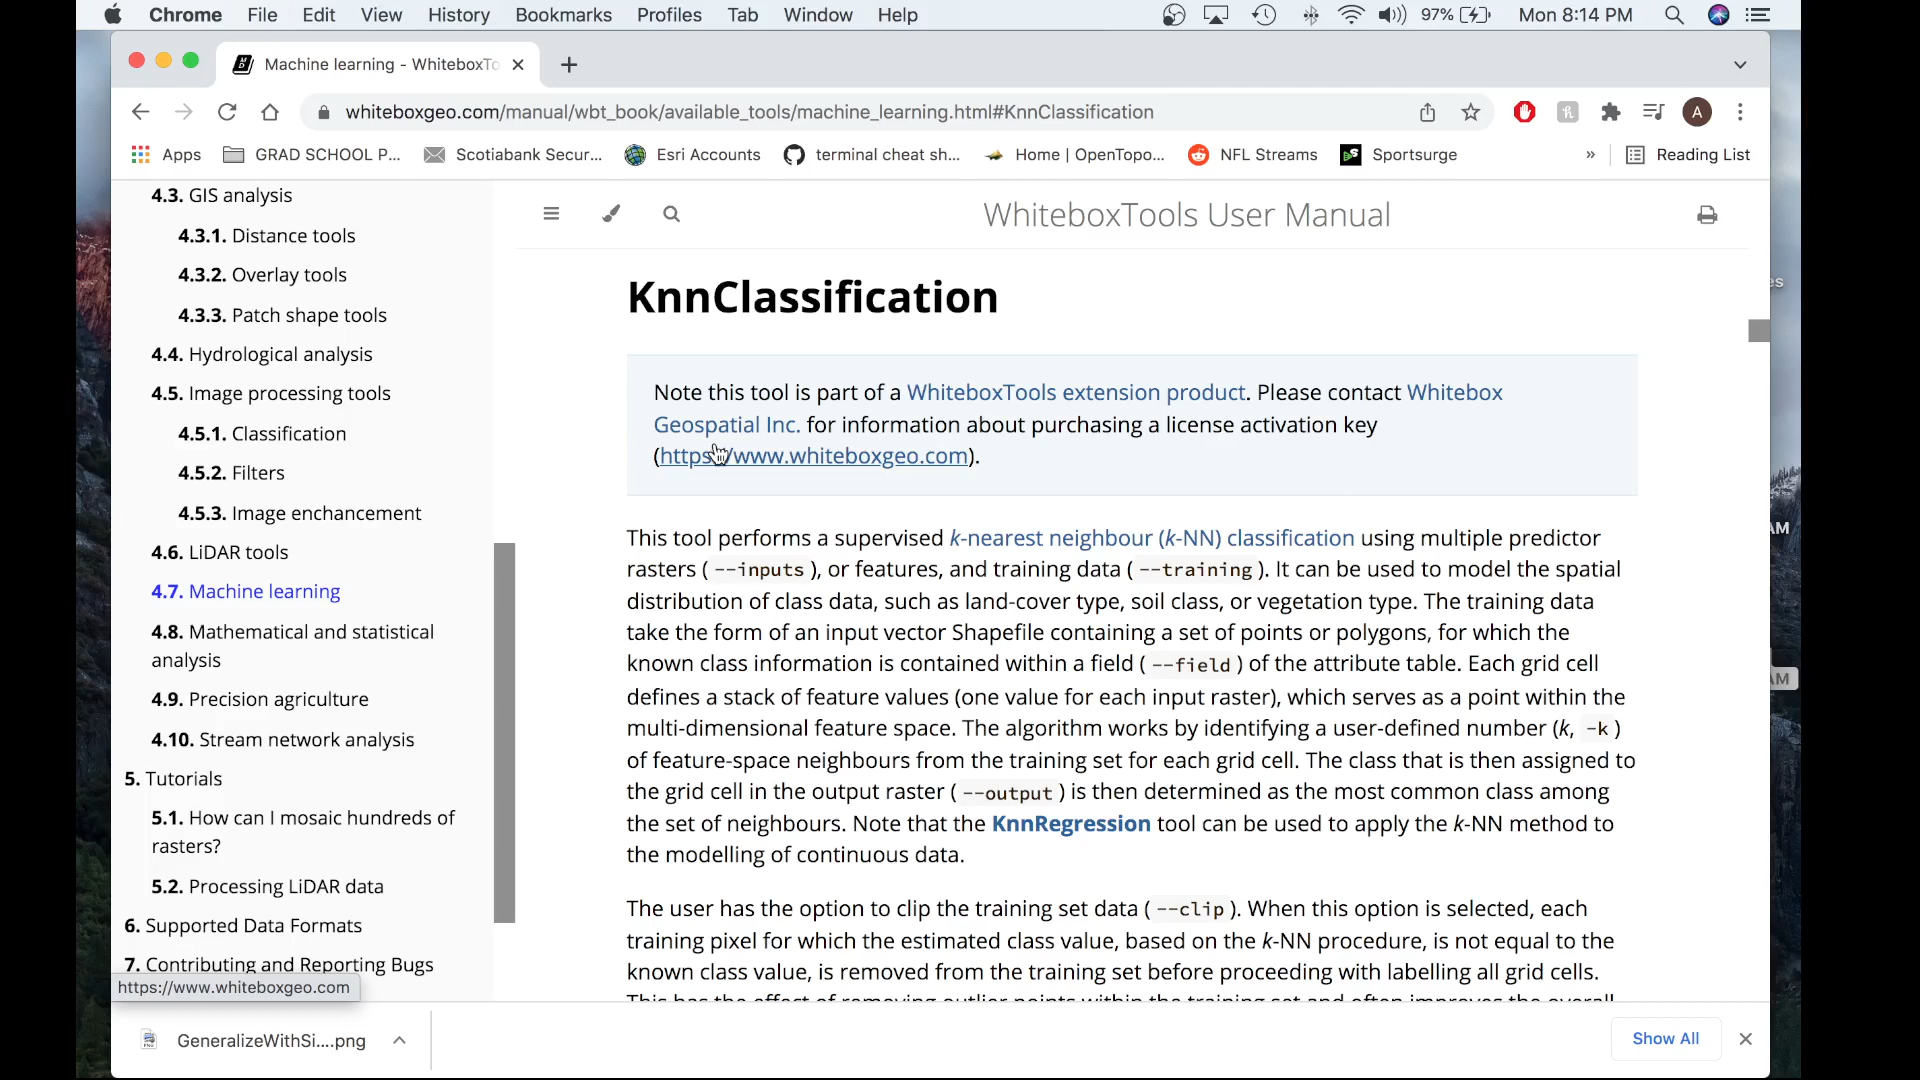 Chrome File Edit View History Bookmarks Profiles Tab Window Help 97% Mon 8:14 PM
Machine learning - WhiteboxTo
whiteboxgeo.com/manual/wbt_book/available_tools/machine_learning.html#KnnClassification A
Apps GRAD SCHOOL P... Scotiabank Secur... Esri Accounts terminal cheat sh... Home | OpenTopo... NFL Streams Sportsurge » Reading List
4.3. GIS analysis
4.3.1. Distance tools
4.3.2. Overlay tools
4.3.3. Patch shape tools
4.4. Hydrological analysis
4.5. Image processing tools
4.5.1. Classification
4.5.2. Filters
4.5.3. Image enchancement
4.6. LiDAR tools
4.7. Machine learning
4.8. Mathematical and statistical
analysis
4.9. Precision agriculture
4.10. Stream network analysis
5. Tutorials
5.1. How can I mosaic hundreds of
rasters?
5.2. Processing LiDAR data
6. Supported Data Formats
7. Contributing and Reporting Bugs
https://www.whiteboxgeo.com
WhiteboxTools User Manual
KnnClassification
Note this tool is part of a WhiteboxTools extension product. Please contact Whitebox
Geospatial Inc. for information about purchasing a license activation key
(https://www.whiteboxgeo.com).
This tool performs a supervised k-nearest neighbour (k-NN) classification using multiple predictor
rasters ( --inputs ), or features, and training data ( --training ). It can be used to model the spatial
distribution of class data, such as land-cover type, soil class, or vegetation type. The training data
take the form of an input vector Shapefile containing a set of points or polygons, for which the
known class information is contained within a field ( --field ) of the attribute table. Each grid cell
defines a stack of feature values (one value for each input raster), which serves as a point within the
multi-dimensional feature space. The algorithm works by identifying a user-defined number (k, -k )
of feature-space neighbours from the training set for each grid cell. The class that is then assigned to
the grid cell in the output raster ( --output ) is then determined as the most common class among
the set of neighbours. Note that the KnnRegression tool can be used to apply the k-NN method to
the modelling of continuous data.
The user has the option to clip the training set data ( --clip ). When this option is selected, each
training pixel for which the estimated class value, based on the k-NN procedure, is not equal to the
known class value, is removed from the training set before proceeding with labelling all grid cells.
This has the effect of removing outlier points within the training set and often improves the overall
es
AM
AM
GeneralizeWithSi....png
Show All